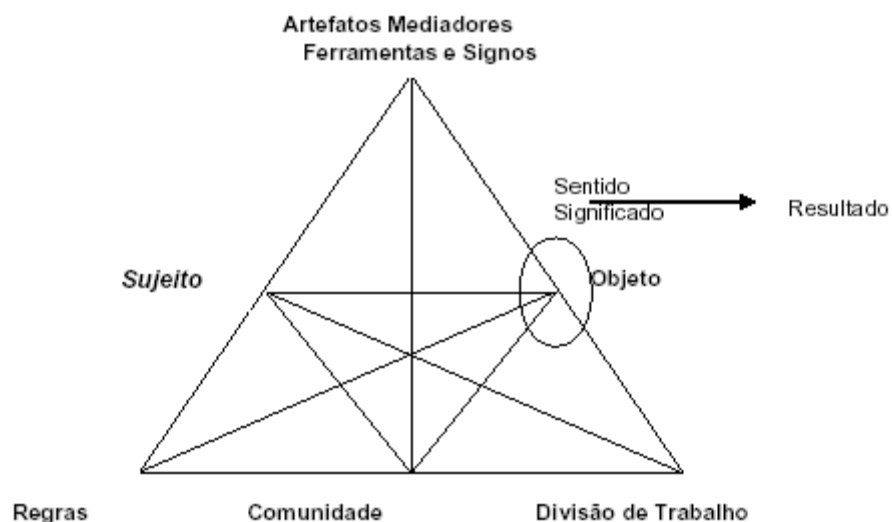 Artefatos Mediadores
Ferramentas e Signos
Sentido
Significado
Resultado
Sujeito
Objeto
Regras
Comunidade
Divisão de Trabalho